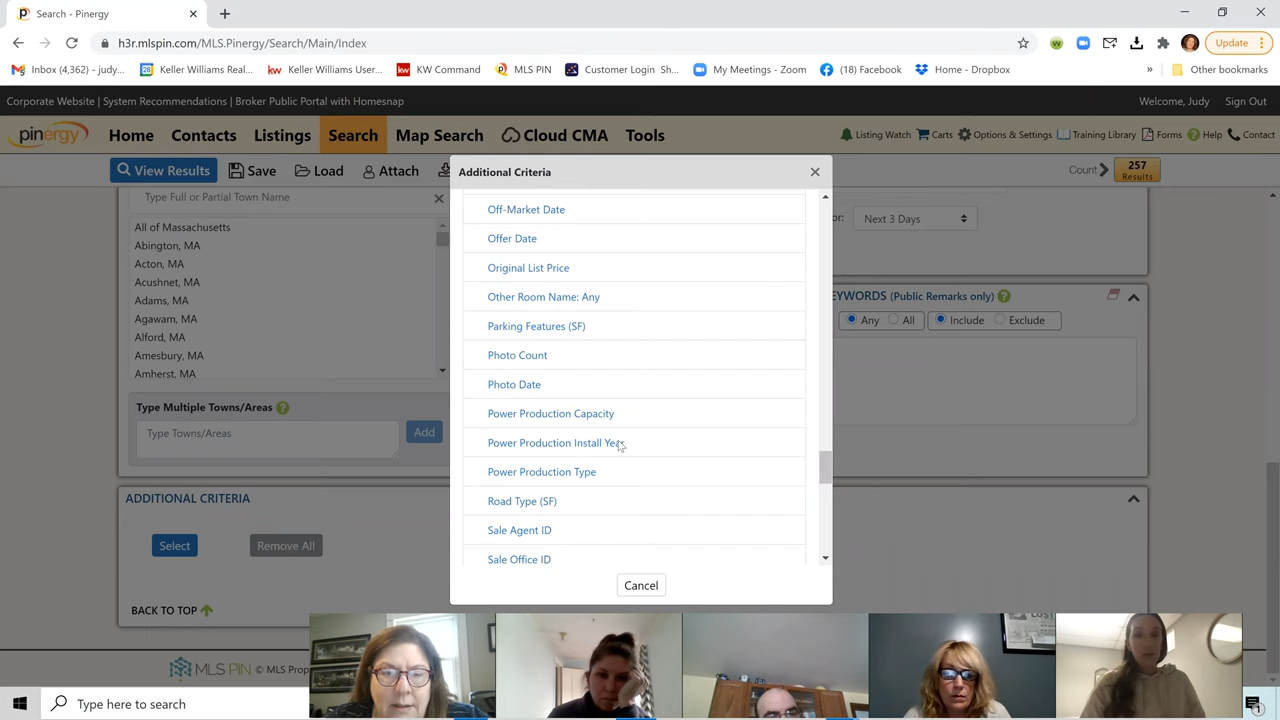 Search - Pinergy
h3r.mlspin.com/MLS.Pinergy/Search/Main/Index
Update
Inbox (4,362) - judy...
Keller Williams Real...
Keller Williams User...
KW Command
MLS PIN
Customer Login Sh...
My Meetings - Zoom
(18) Facebook
Home - Dropbox
»
Other bookmarks
Corporate Website | System Recommendations | Broker Public Portal with Homesnap
Welcome, Judy
Sign Out
pinergy
Home
Contacts
Listings
Search
Map Search
Cloud CMA
Tools
Listing Watch
Carts
Options & Settings
Training Library
Forms
Help
Contact
View Results
Save
Load
Attach
Count
257
Results
Additional Criteria
Type Full or Partial Town Name
All of Massachusetts
Abington, MA
Acton, MA
Acushnet, MA
Adams, MA
Agawam, MA
Alford, MA
Amesbury, MA
Amherst, MA
Type Multiple Towns/Areas
Type Towns/Areas
Add
ADDITIONAL CRITERIA
Select
Remove All
BACK TO TOP
Off-Market Date
Offer Date
Original List Price
Other Room Name: Any
Parking Features (SF)
Photo Count
Photo Date
Power Production Capacity
Power Production Install Year
Power Production Type
Road Type (SF)
Sale Agent ID
Sale Office ID
Cancel
or:
Next 3 Days
EYWORDS (Public Remarks only)
Any
All
Include
Exclude
MLS PIN © MLS Prop
Type here to search
1